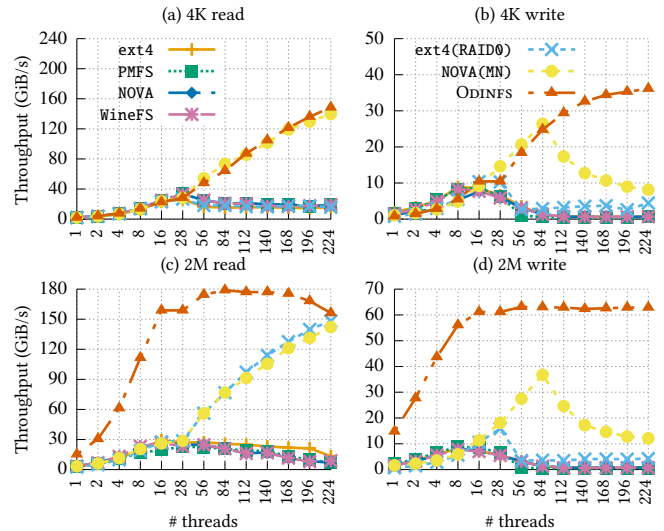 (a) 4K read
(b) 4K write
Throughput (GiB/s)
240
200
160
120
80
40
0
ext4
PMFS
NOVA
WineFS
50
40
30
20
10
0
ext4(RAID0)
NOVA(MN)
ODINFS
1 2 4 8 16 28 56 84 112 140 168 196 224
1 2 4 8 16 28 56 84 112 140 168 196 224
(c) 2M read
(d) 2M write
Throughput (GiB/s)
180
150
120
90
60
30
0
70
60
50
40
30
20
10
0
1 2 4 8 16 28 56 84 112 140 168 196 224
1 2 4 8 16 28 56 84 112 140 168 196 224
# threads
# threads